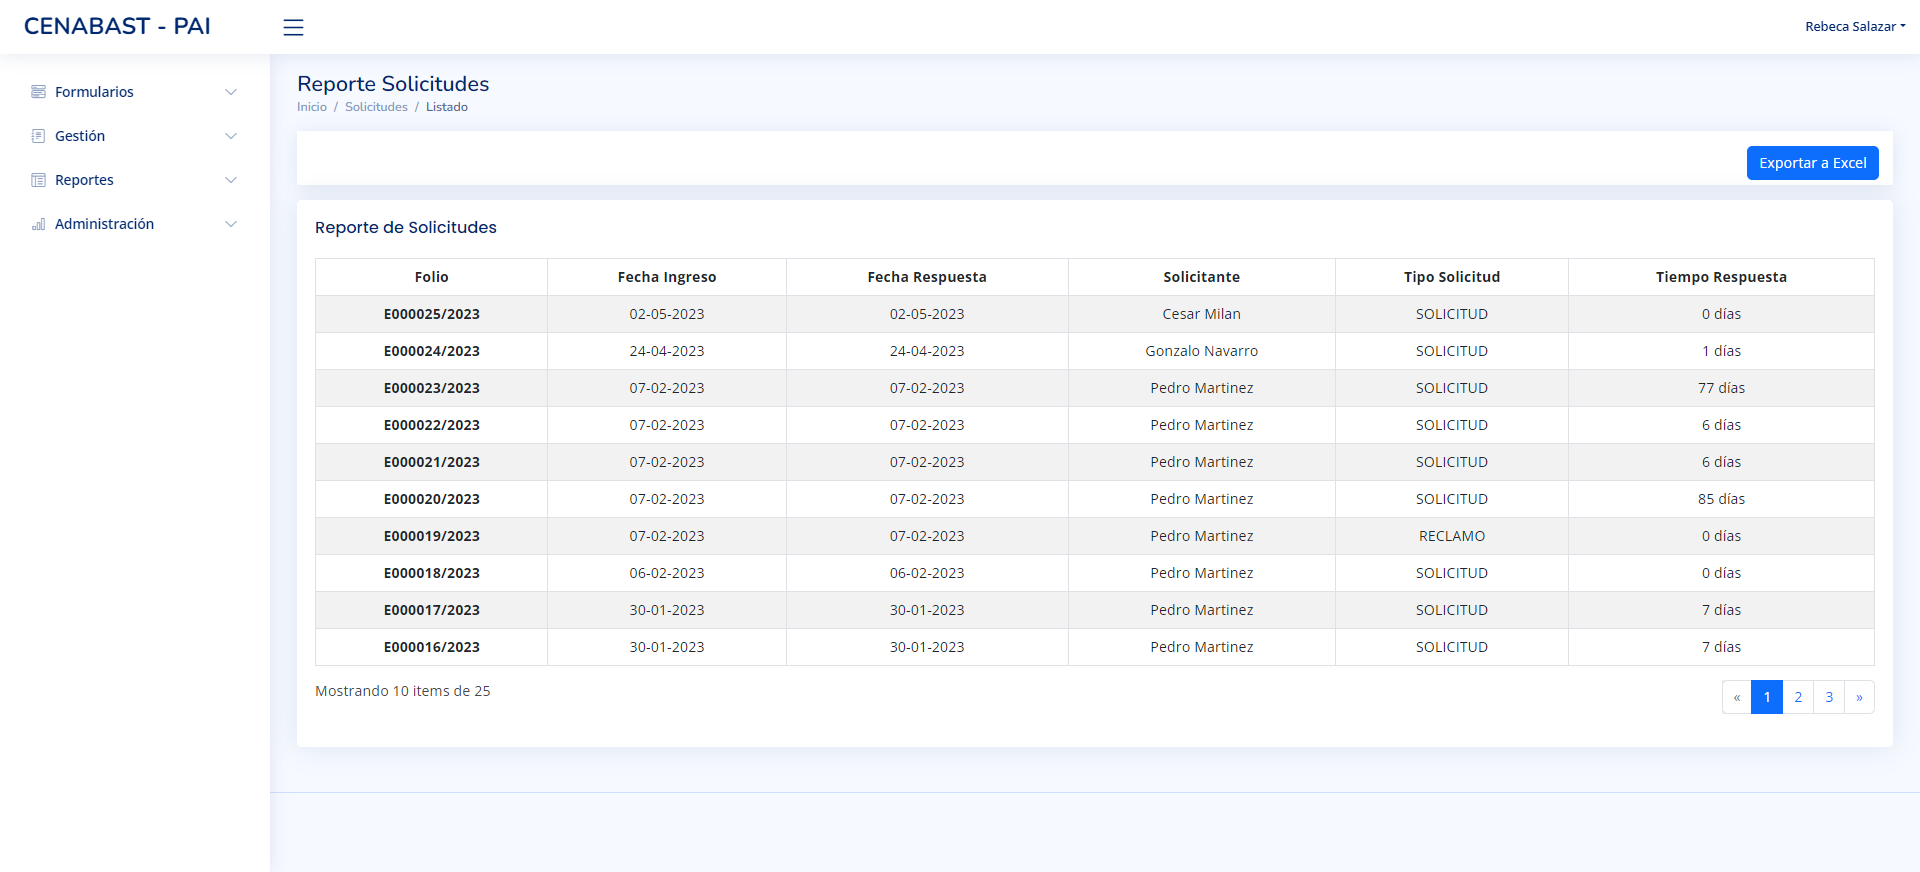 CENABAST - PAI
Rebeca Salazar
Formularios
Gestión
Reportes
Administración
Reporte Solicitudes
Inicio / Solicitudes / Listado
Exportar a Excel
Reporte de Solicitudes
Folio Fecha Ingreso Fecha Respuesta Solicitante Tipo Solicitud Tiempo Respuesta
E000025/2023 02-05-2023 02-05-2023 Cesar Milan SOLICITUD 0 días
E000024/2023 24-04-2023 24-04-2023 Gonzalo Navarro SOLICITUD 1 días
E000023/2023 07-02-2023 07-02-2023 Pedro Martinez SOLICITUD 77 días
E000022/2023 07-02-2023 07-02-2023 Pedro Martinez SOLICITUD 6 días
E000021/2023 07-02-2023 07-02-2023 Pedro Martinez SOLICITUD 6 días
E000020/2023 07-02-2023 07-02-2023 Pedro Martinez SOLICITUD 85 días
E000019/2023 07-02-2023 07-02-2023 Pedro Martinez RECLAMO 0 días
E000018/2023 06-02-2023 06-02-2023 Pedro Martinez SOLICITUD 0 días
E000017/2023 30-01-2023 30-01-2023 Pedro Martinez SOLICITUD 7 días
E000016/2023 30-01-2023 30-01-2023 Pedro Martinez SOLICITUD 7 días
Mostrando 10 items de 25
« 1 2 3 »